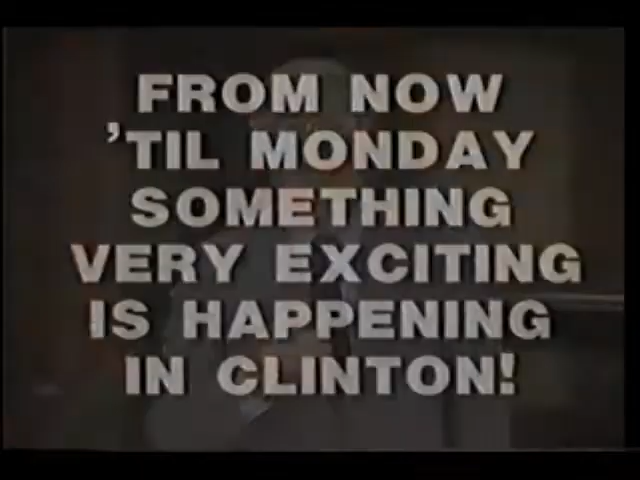 FROM NOW
'TIL MONDAY
SOMETHING
VERY EXCITING
IS HAPPENING
IN CLINTON!